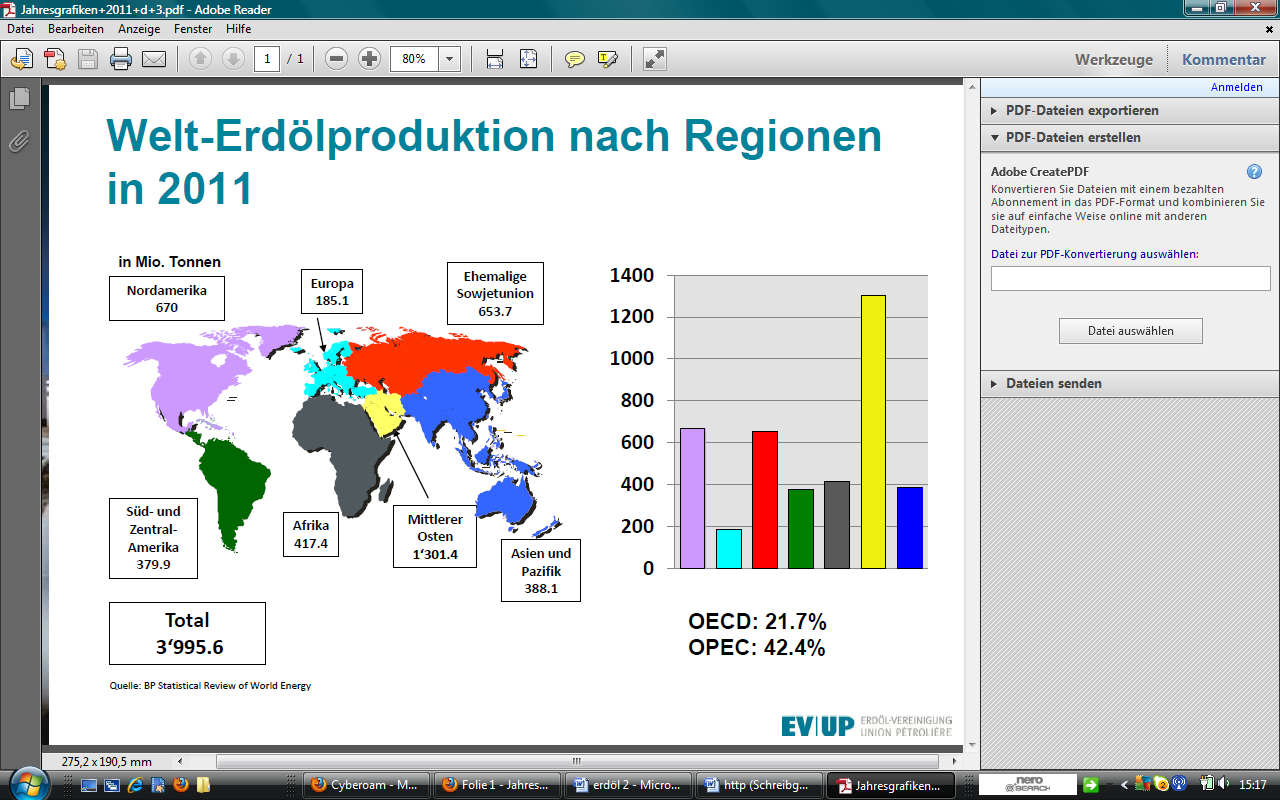 Jahresgrafiken+2011+d+3.pdf - Adobe Reader
Datei Bearbeiten Anzeige Fenster Hilfe
1 / 1 80% Werkzeuge Kommentar
Anmelden
PDF-Dateien exportieren
PDF-Dateien erstellen
Adobe CreatePDF
Konvertieren Sie Dateien mit einem bezahlten
Abonnement in das PDF-Format und kombinieren Sie
sie auf einfache Weise online mit anderen
Dateitypen.
Datei zur PDF-Konvertierung auswählen:
Datei auswählen
Dateien senden
Welt-Erdölproduktion nach Regionen
in 2011
in Mio. Tonnen
Nordamerika
670
Europa
185.1
Ehemalige
Sowjetunion
653.7
Süd- und
Zentral-
Amerika
379.9
Afrika
417.4
Mittlerer
Osten
1‘301.4
Asien und
Pazifik
388.1
Total
3‘995.6
Quelle: BP Statistical Review of World Energy
1400
1200
1000
800
600
400
200
0
OECD: 21.7%
OPEC: 42.4%
EV|UP
ERDÖL-VEREINIGUNG
UNION PÉTROLIÈRE
275,2 x 190,5 mm
Cyberoam - M...
Folie 1 - Jahres...
erdöl 2 - Micro...
http (Schreibg...
Jahresgrafiken...
nero
SEARCH
15:17